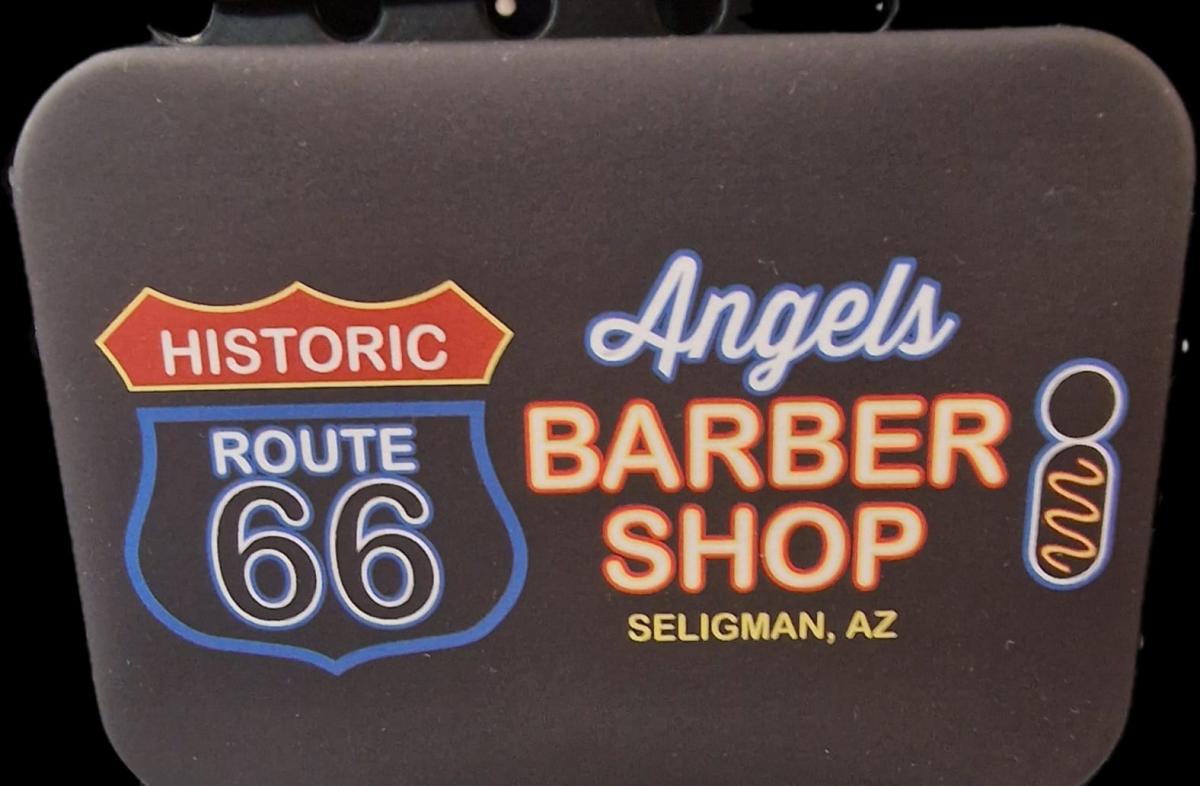 HISTORIC
ROUTE
66
Angels
BARBER
SHOP
SELIGMAN, AZ